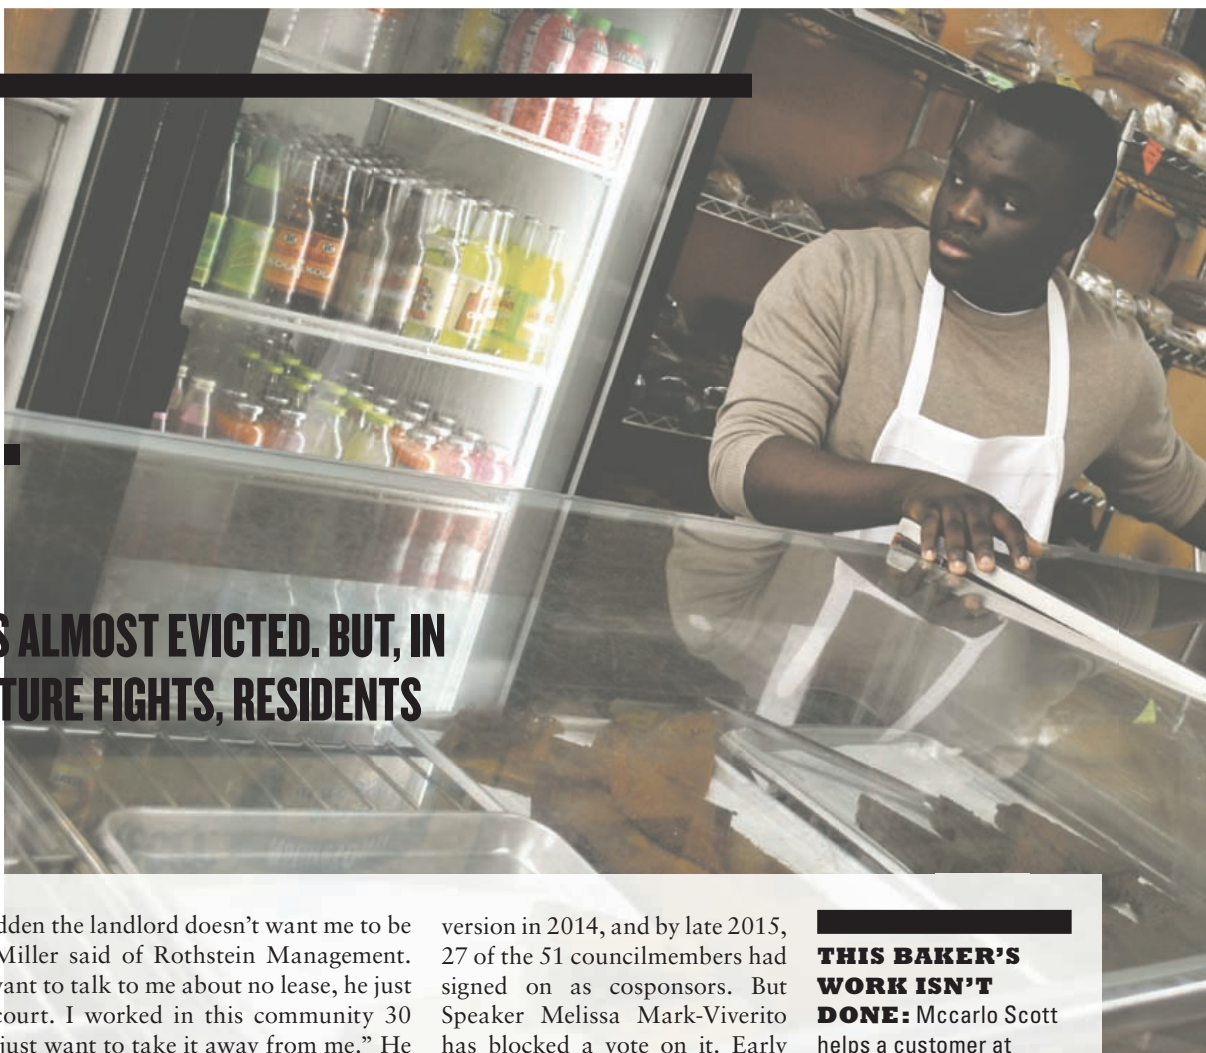 S ALMOST EVICTED. BUT, IN
TURE FIGHTS, RESIDENTS
dden the landlord doesn't want me to be
Miller said of Rothstein Management.
vant to talk to me about no lease, he just
court. I worked in this community 30
just want to take it away from me." He
version in 2014, and by late 2015,
27 of the 51 councilmembers had
signed on as cosponsors. But
Speaker Melissa Mark-Viverito
has blocked a vote on it. Early
THIS BAKER'S
WORK ISN'T
DONE: Mccarlo Scott
helps a customer at